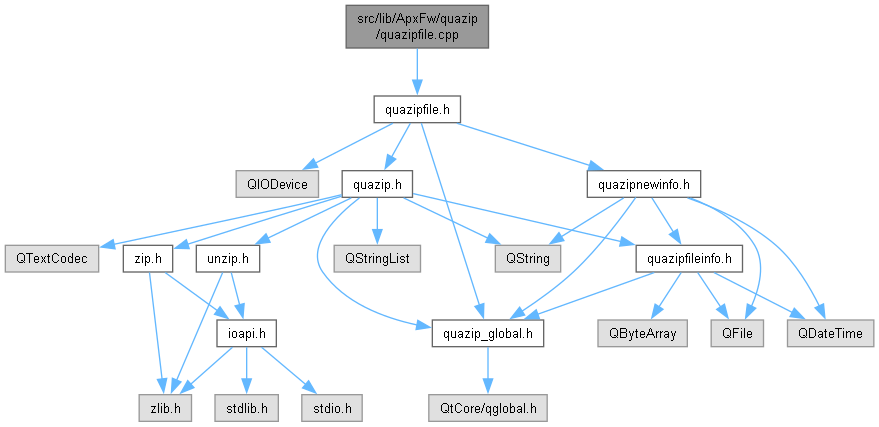 src/lib/ApxFw/quazip
/quazipfile.cpp
quazipfile.h
QIODevice
quazip.h
quazipnewinfo.h
QTextCodec
zip.h
unzip.h
QStringList
QString
quazipfileinfo.h
ioapi.h
quazip_global.h
QByteArray
QFile
QDateTime
zlib.h
stdlib.h
stdio.h
QtCore/qglobal.h